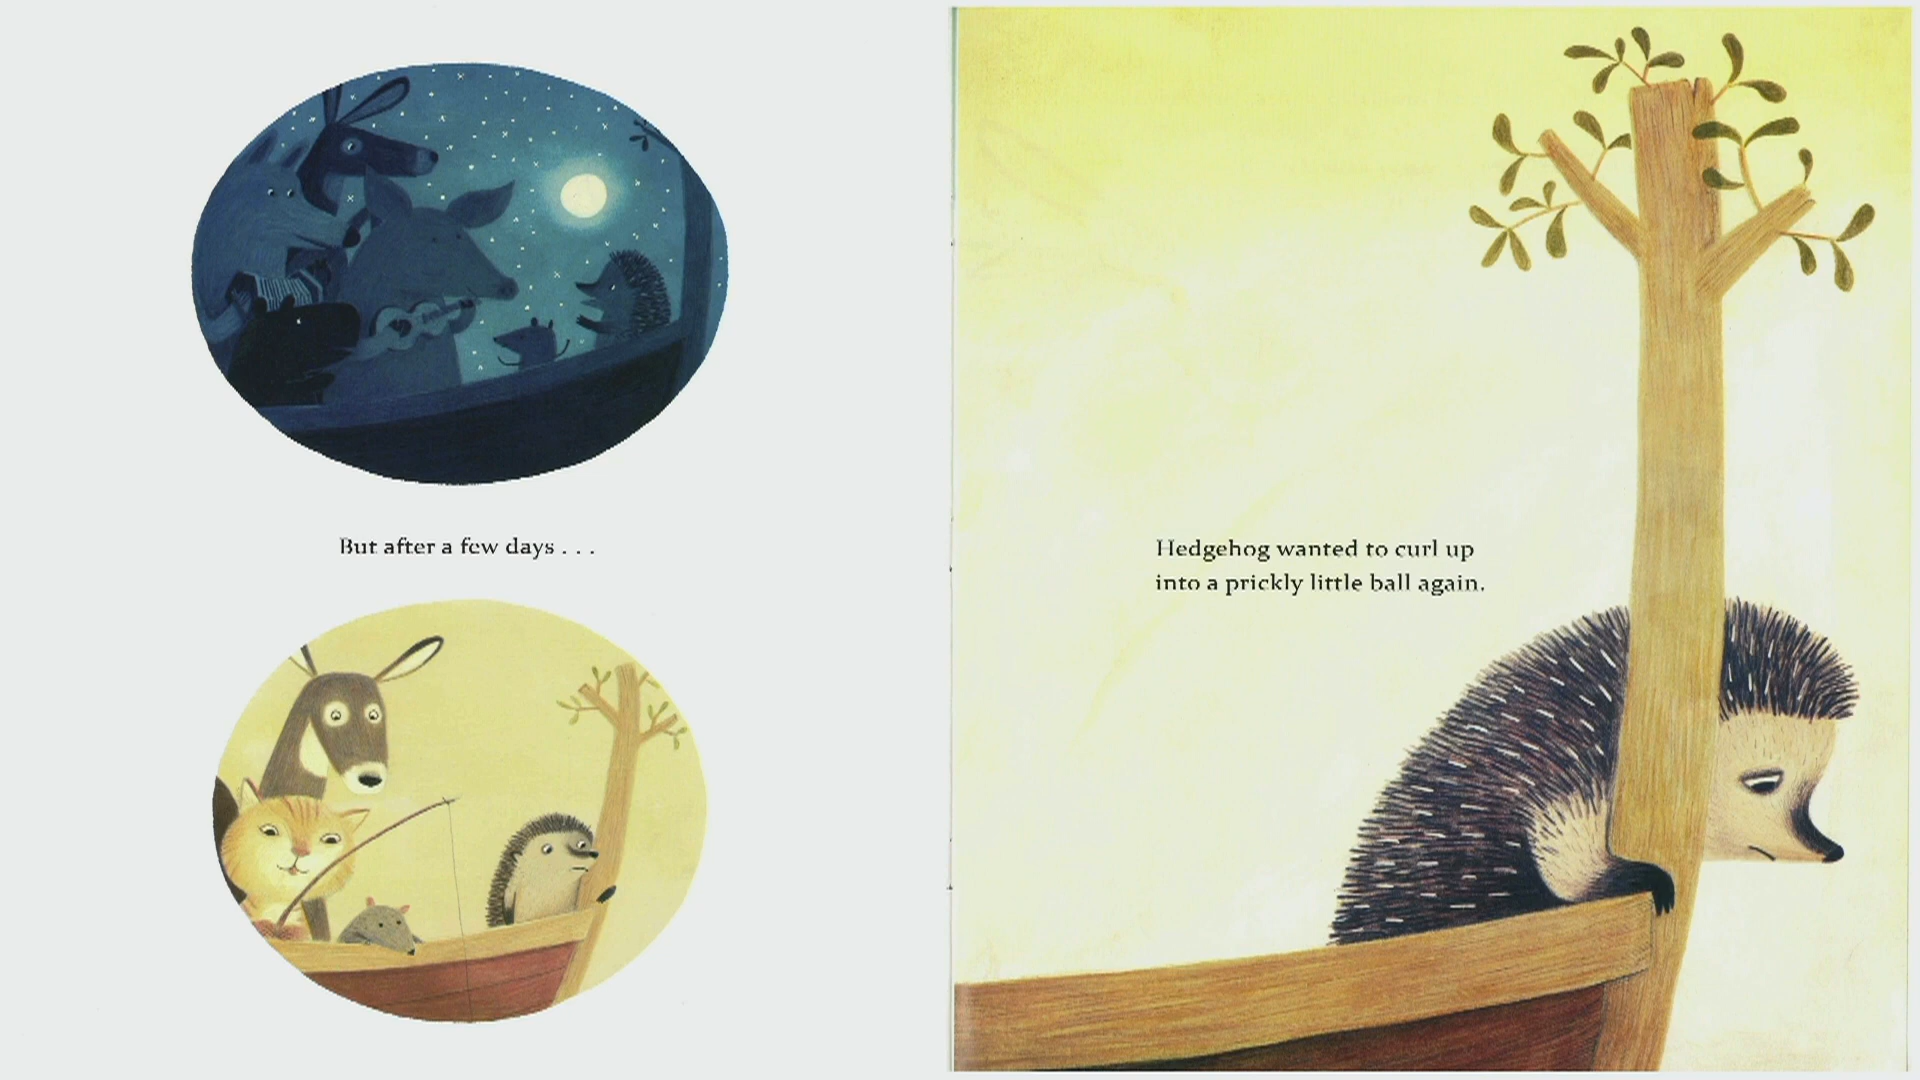 But after a few days . . .
Hedgehog wanted to curl up
into a prickly little ball again.